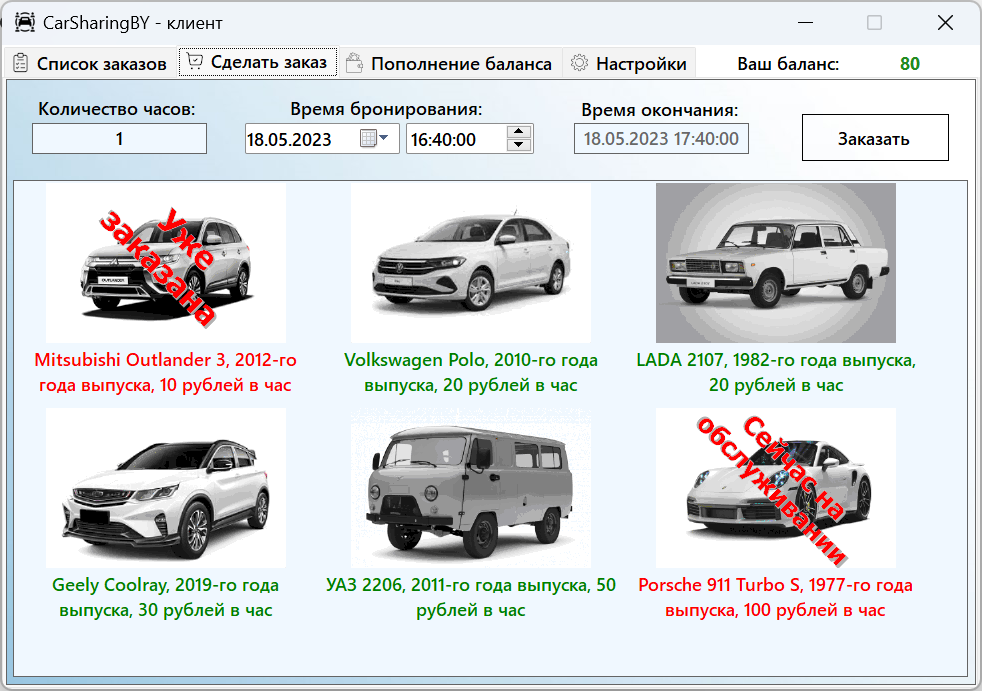 CarSharingBY - клиент
Список заказов
Сделать заказ
Пополнение баланса
Настройки
Ваш баланс:
80
Количество часов:
Время бронирования:
Время окончания:
1
18.05.2023
16:40:00
18.05.2023 17:40:00
Заказать
Уже
заказана
OUTLANDER
Mitsubishi Outlander 3, 2012-го
года выпуска, 10 рублей в час
Volkswagen Polo, 2010-го года
выпуска, 20 рублей в час
LADA 2107, 1982-го года выпуска,
20 рублей в час
Сейчас на
обслуживании
Geely Coolray, 2019-го года
выпуска, 30 рублей в час
УАЗ 2206, 2011-го года выпуска, 50
рублей в час
Porsche 911 Turbo S, 1977-го года
выпуска, 100 рублей в час